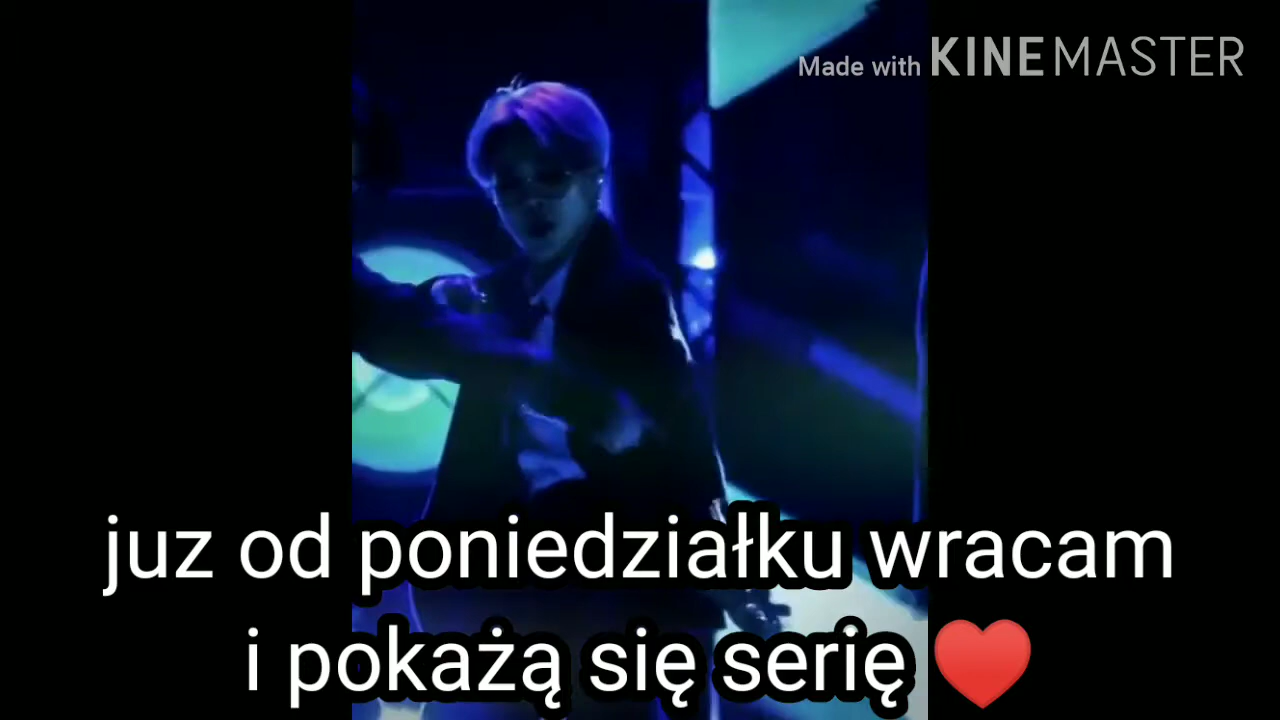 Made with KINEMASTER
juz od poniedziałku wracam
i pokażą się serię ♥